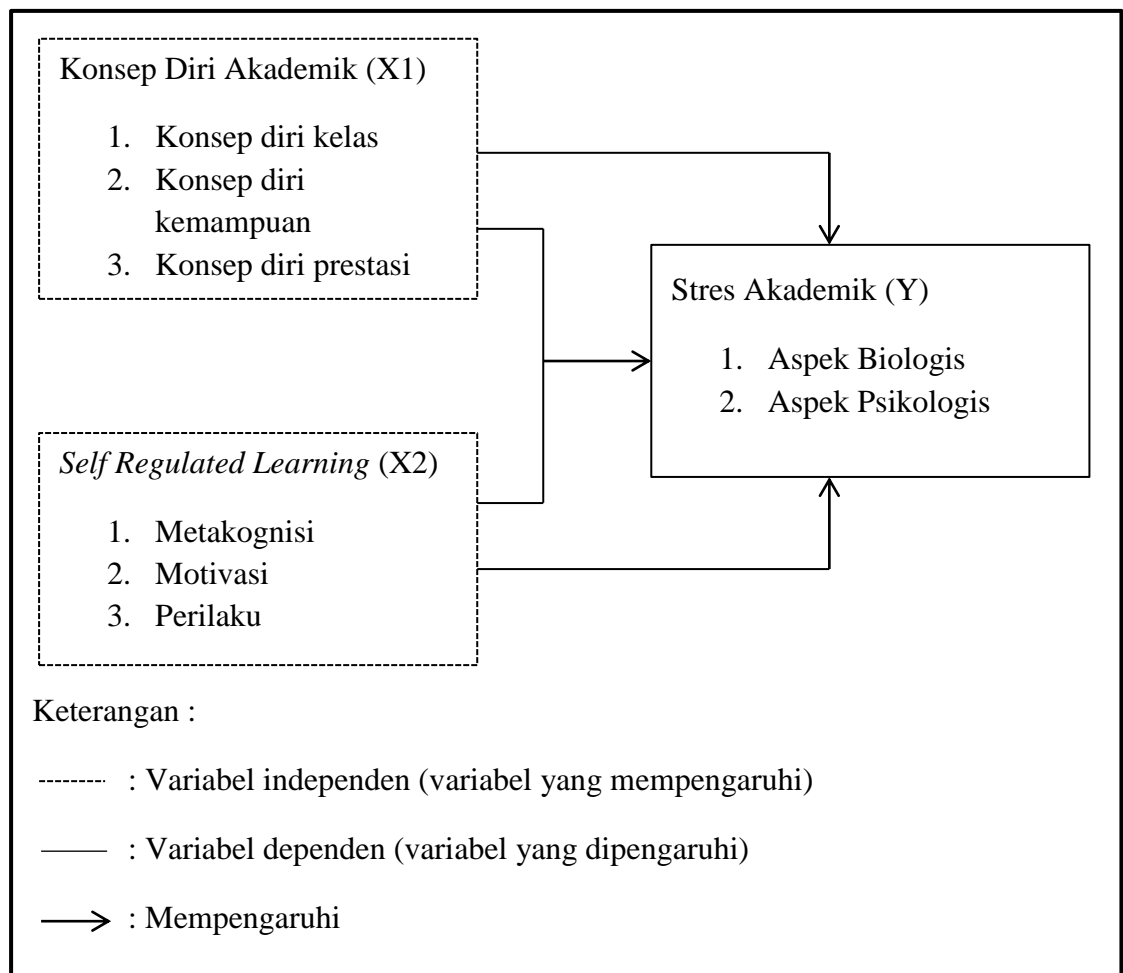 Konsep Diri Akademik (X1)
1. Konsep diri kelas
2. Konsep diri
kemampuan
3. Konsep diri prestasi
Stres Akademik (Y)
1. Aspek Biologis
2. Aspek Psikologis
Self Regulated Learning (X2)
1. Metakognisi
2. Motivasi
3. Perilaku
Keterangan :
: Variabel independen (variabel yang mempengaruhi)
: Variabel dependen (variabel yang dipengaruhi)
: Mempengaruhi